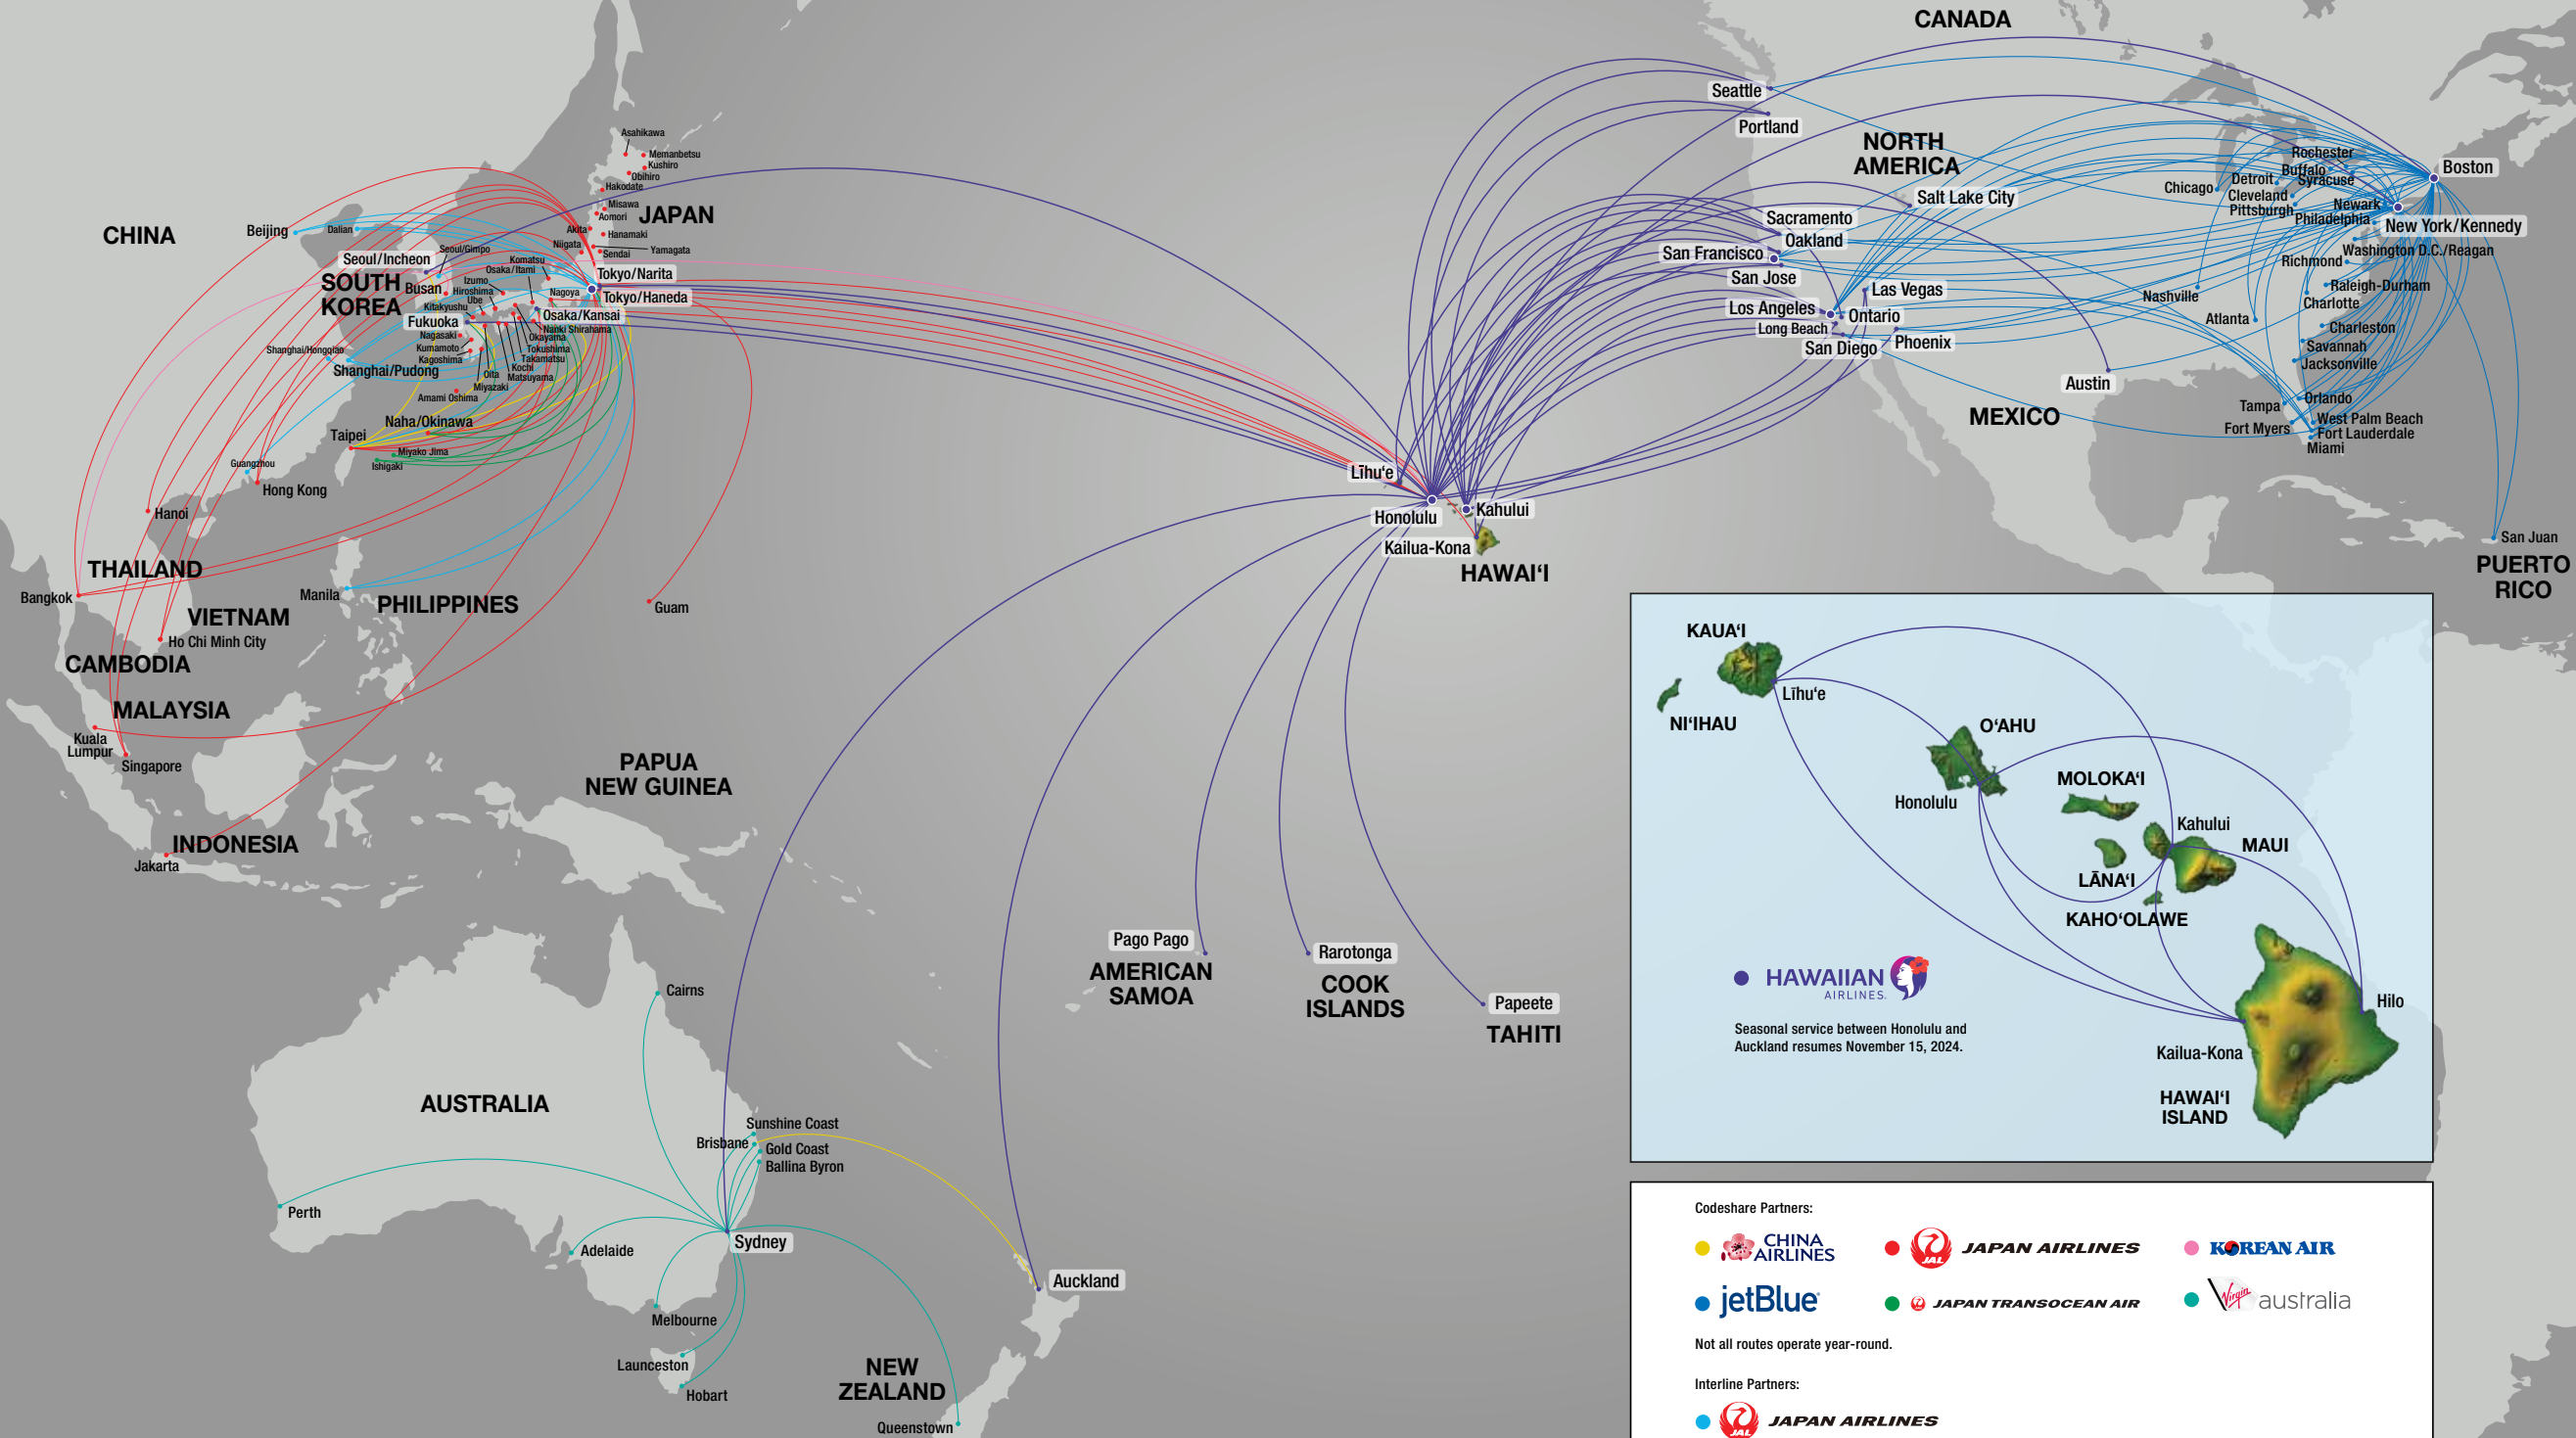 CANADA
Seattle
Portland
NORTH
AMERICA
Salt Lake City
Sacramento
Oakland
San Francisco
San Jose
Las Vegas
Los Angeles
Ontario
Long Beach
San Diego
Phoenix
Austin
MEXICO
Rochester
Buffalo
Syracuse
Detroit
Chicago
Cleveland
Pittsburgh
Newark
Philadelphia
Boston
New York/Kennedy
Washington D.C./Reagan
Richmond
Raleigh-Durham
Nashville
Charlotte
Atlanta
Charleston
Savannah
Jacksonville
Orlando
Tampa
West Palm Beach
Fort Myers
Fort Lauderdale
Miami
San Juan
PUERTO
RICO
Asahikawa
Memanbetsu
Kushiro
Obihiro
Hakodate
Misawa
Aomori
JAPAN
Akita
Hanamaki
Niigata
Yamagata
Sendai
CHINA
Beijing
Dalian
Seoul/Incheon
Seoul/Gimpo
SOUTH
KOREA
Busan
Komatsu
Osaka/Itami
Izumo
Hiroshima
Ube
Kitakyushu
Nagoya
Tokyo/Narita
Tokyo/Haneda
Osaka/Kansai
Fukuoka
Nanki Shirahama
Okayama
Tokushima
Takamatsu
Kochi
Matsuyama
Nagasaki
Kumamoto
Kagoshima
Oita
Miyazaki
Amami Oshima
Shanghai/Hongqiao
Shanghai/Pudong
Naha/Okinawa
Taipei
Miyako Jima
Ishigaki
Guangzhou
Hong Kong
Hanoi
THAILAND
Bangkok
VIETNAM
Ho Chi Minh City
CAMBODIA
Manila
PHILIPPINES
Guam
MALAYSIA
Kuala
Lumpur
Singapore
INDONESIA
Jakarta
PAPUA
NEW GUINEA
Līhu‘e
Honolulu
Kahului
Kailua-Kona
HAWAI‘I
Pago Pago
AMERICAN
SAMOA
Rarotonga
COOK
ISLANDS
Papeete
TAHITI
Cairns
AUSTRALIA
Sunshine Coast
Brisbane
Gold Coast
Ballina Byron
Perth
Adelaide
Sydney
Melbourne
Launceston
Hobart
Auckland
NEW
ZEALAND
Queenstown
KAUA‘I
Līhu‘e
NI‘IHAU
O‘AHU
Honolulu
MOLOKA‘I
Kahului
MAUI
LĀNA‘I
KAHO‘OLAWE
Hilo
Kailua-Kona
HAWAI‘I
ISLAND
HAWAIIAN
AIRLINES.
Seasonal service between Honolulu and
Auckland resumes November 15, 2024.
Codeshare Partners:
CHINA
AIRLINES
JAL
JAPAN AIRLINES
KOREAN AIR
jetBlue
JAPAN TRANSOCEAN AIR
Virgin
australia
Not all routes operate year-round.
Interline Partners:
JAL
JAPAN AIRLINES